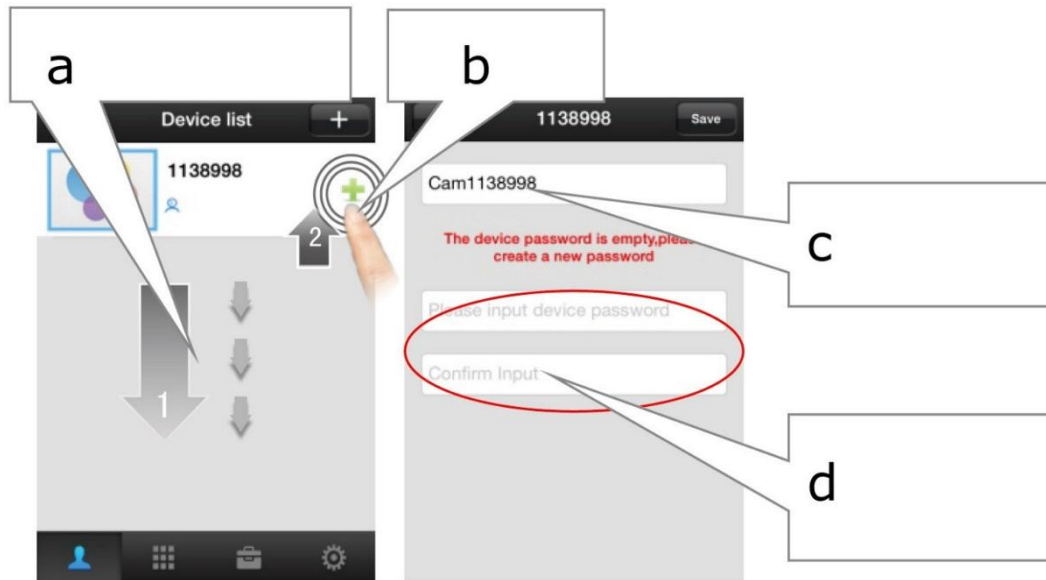 a
b
Device list
+
1138998
2
1
1138998
Save
Cam1138998
The device password is empty,
create a new password
Please input device password
Confirm Input
c
d